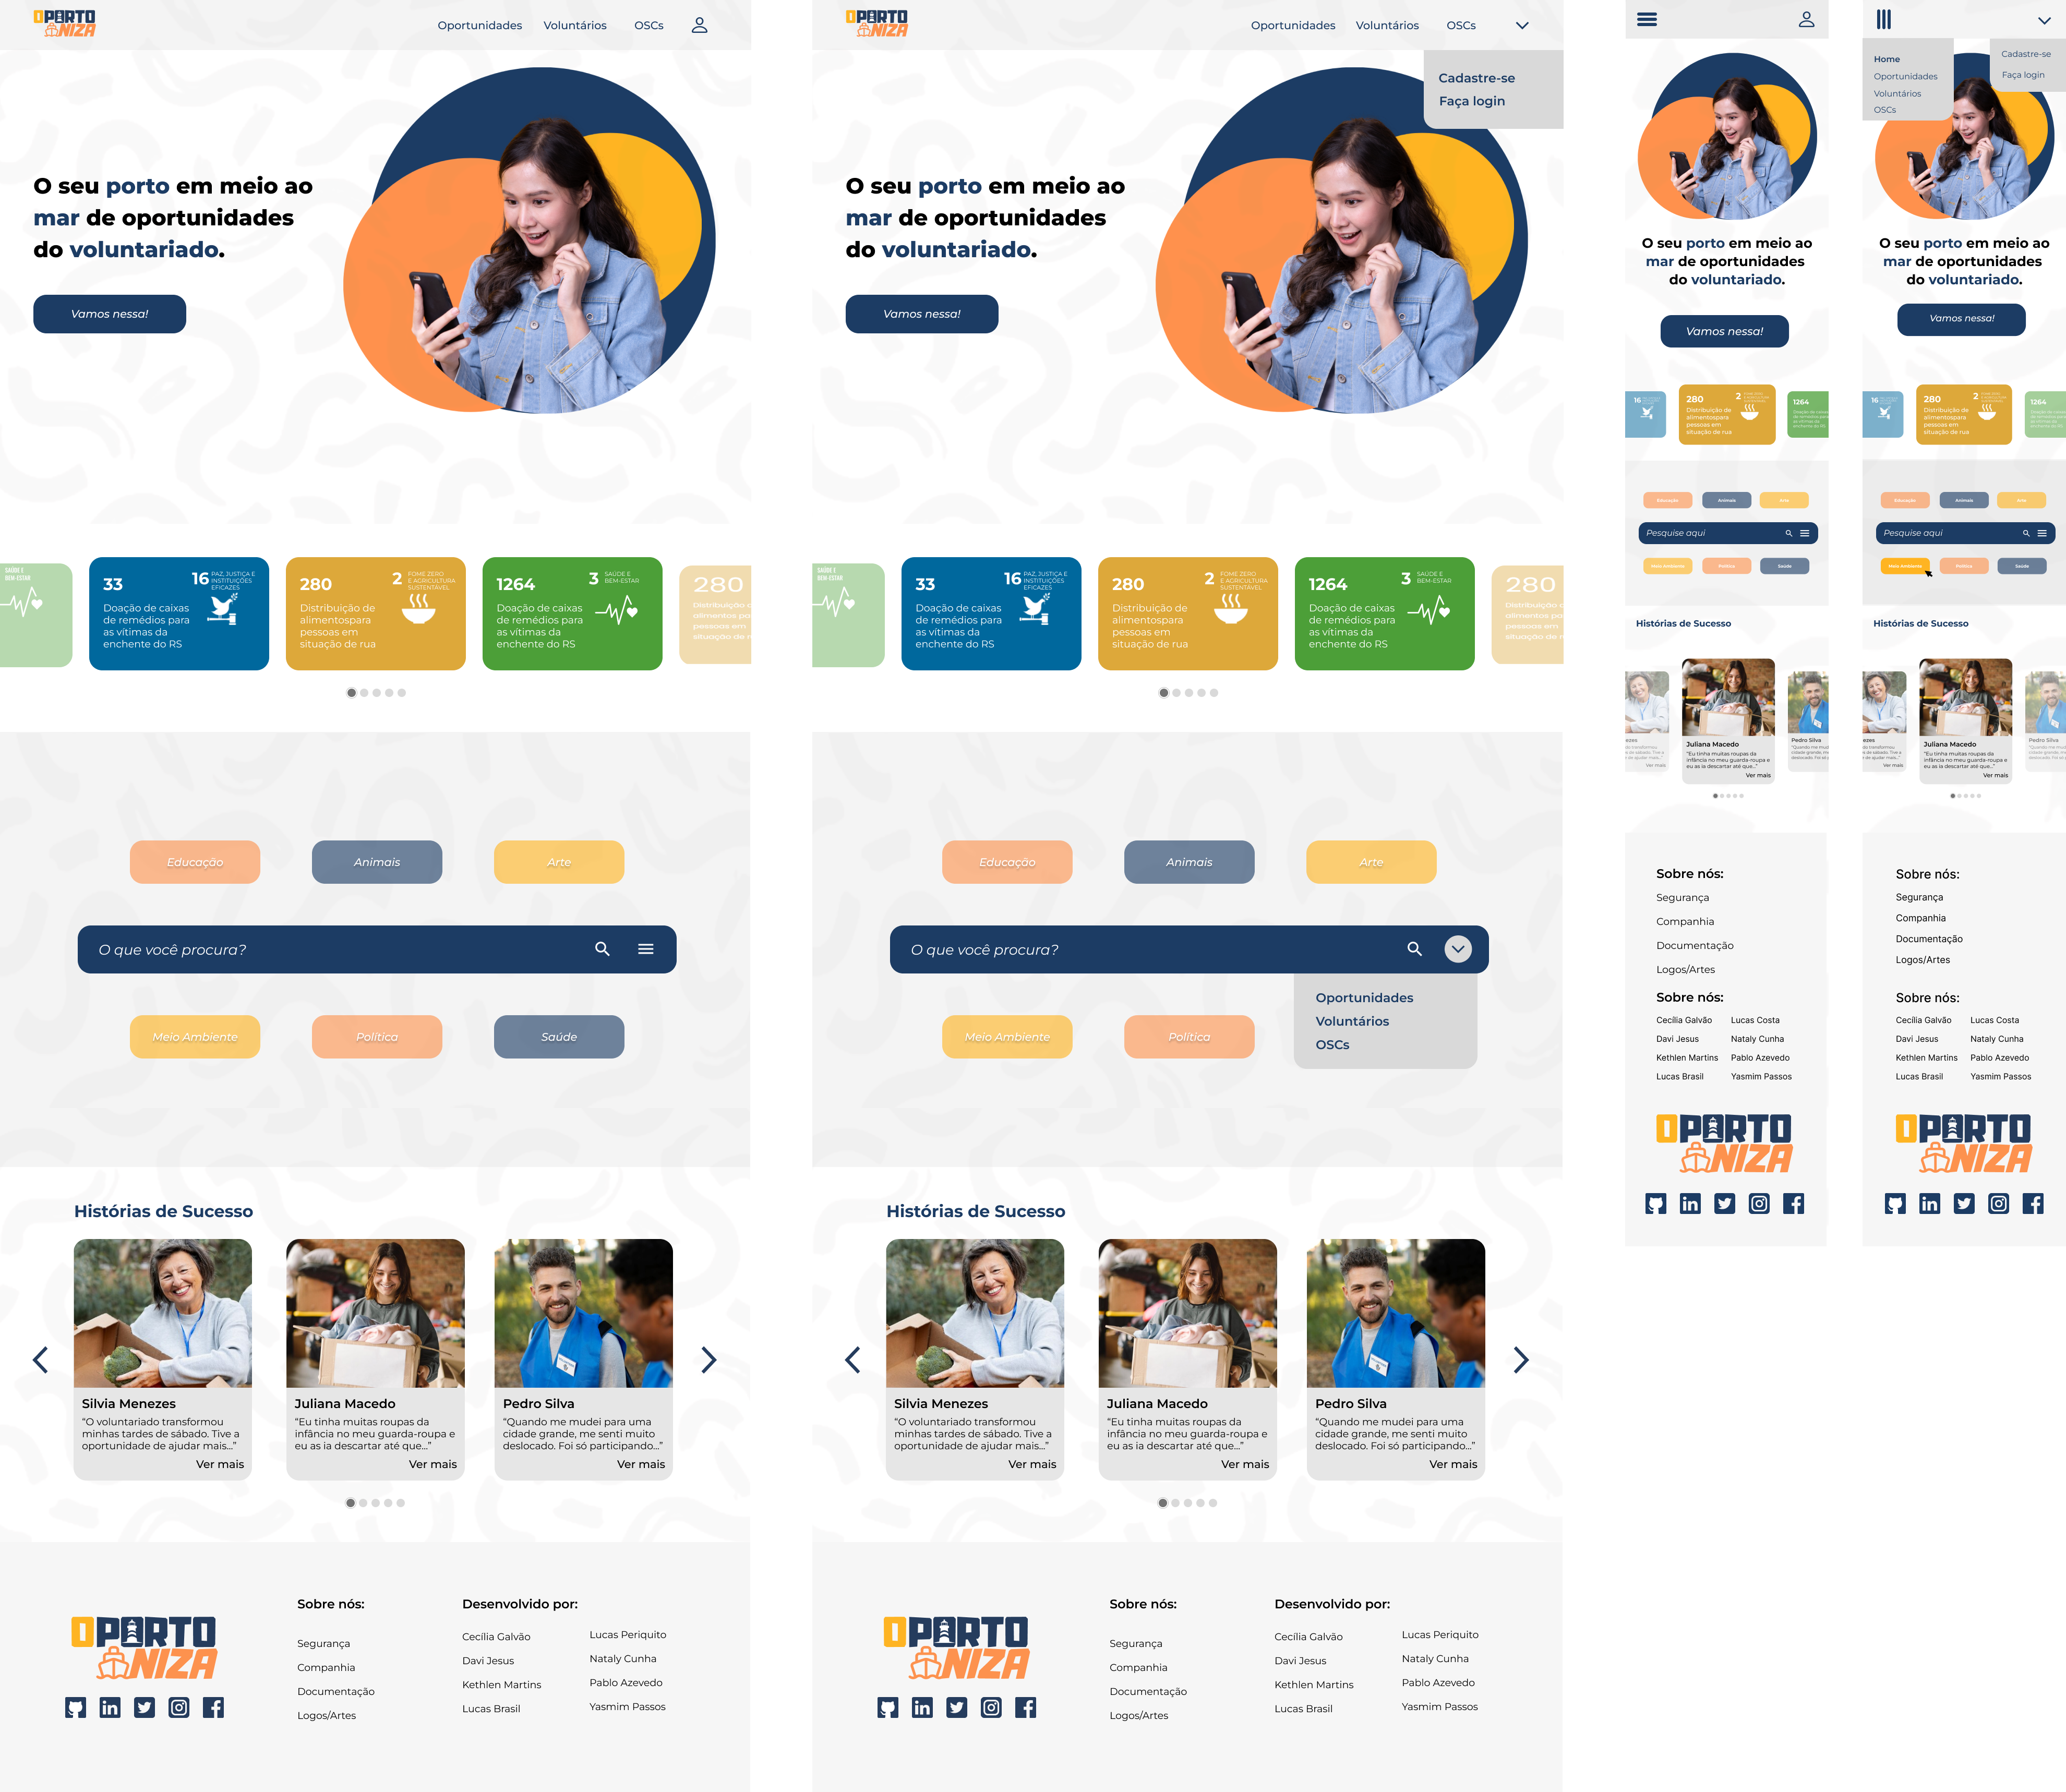 OPORTO
NIZA
Oportunidades Voluntários OSCs
O seu porto em meio ao
mar de oportunidades
do voluntariado.
Vamos nessa!
SAÚDE E
BEM-ESTAR
33
16 PAZ, JUSTIÇA E
INSTITUIÇÕES
EFICAZES
Doação de caixas
de remédios para
as vítimas da
enchente do RS
280
2 FOME ZERO
E AGRICULTURA
SUSTENTÁVEL
Distribuição de
alimentospara
pessoas em
situação de rua
1264
3 SAÚDE E
BEM-ESTAR
Doação de caixas
de remédios para
as vítimas da
enchente do RS
280
Distribuição d
alimentos pa
pessoas em
situação de r
Educação
Animais
Arte
O que você procura?
Meio Ambiente
Política
Saúde
Histórias de Sucesso
Silvia Menezes
“O voluntariado transformou
minhas tardes de sábado. Tive a
oportunidade de ajudar mais...”
Ver mais
Juliana Macedo
“Eu tinha muitas roupas da
infância no meu guarda-roupa e
eu as ia descartar até que...”
Ver mais
Pedro Silva
“Quando me mudei para uma
cidade grande, me senti muito
deslocado. Foi só participando...”
Ver mais
OPORTO
NIZA
Sobre nós:
Segurança
Companhia
Documentação
Logos/Artes
Desenvolvido por:
Cecília Galvão
Davi Jesus
Kethlen Martins
Lucas Brasil
Lucas Periquito
Nataly Cunha
Pablo Azevedo
Yasmim Passos
OPORTO
NIZA
Oportunidades Voluntários OSCs
Cadastre-se
Faça login
O seu porto em meio ao
mar de oportunidades
do voluntariado.
Vamos nessa!
SAÚDE E
BEM-ESTAR
33
16 PAZ, JUSTIÇA E
INSTITUIÇÕES
EFICAZES
Doação de caixas
de remédios para
as vítimas da
enchente do RS
280
2 FOME ZERO
E AGRICULTURA
SUSTENTÁVEL
Distribuição de
alimentospara
pessoas em
situação de rua
1264
3 SAÚDE E
BEM-ESTAR
Doação de caixas
de remédios para
as vítimas da
enchente do RS
280
Distribuição d
alimentos pa
pessoas em
situação de r
Educação
Animais
Arte
O que você procura?
Oportunidades
Voluntários
OSCs
Meio Ambiente
Política
Histórias de Sucesso
Silvia Menezes
“O voluntariado transformou
minhas tardes de sábado. Tive a
oportunidade de ajudar mais...”
Ver mais
Juliana Macedo
“Eu tinha muitas roupas da
infância no meu guarda-roupa e
eu as ia descartar até que...”
Ver mais
Pedro Silva
“Quando me mudei para uma
cidade grande, me senti muito
deslocado. Foi só participando...”
Ver mais
OPORTO
NIZA
Sobre nós:
Segurança
Companhia
Documentação
Logos/Artes
Desenvolvido por:
Cecília Galvão
Davi Jesus
Kethlen Martins
Lucas Brasil
Lucas Periquito
Nataly Cunha
Pablo Azevedo
Yasmim Passos
O seu porto em meio ao
mar de oportunidades
do voluntariado.
Vamos nessa!
16
280
2
Distribuição de
alimentospara
pessoas em
situação de rua
1264
Educação
Animais
Arte
Pesquise aqui
Meio Ambiente
Política
Saúde
Histórias de Sucesso
ezes
Ver mais
Juliana Macedo
“Eu tinha muitas roupas da
infância no meu guarda-roupa e
eu as ia descartar até que...”
Ver mais
Pedro Silva
Sobre nós:
Segurança
Companhia
Documentação
Logos/Artes
Sobre nós:
Cecília Galvão
Davi Jesus
Kethlen Martins
Lucas Brasil
Lucas Costa
Nataly Cunha
Pablo Azevedo
Yasmim Passos
OPORTO
NIZA
Home
Oportunidades
Voluntários
OSCs
Cadastre-se
Faça login
O seu porto em meio ao
mar de oportunidades
do voluntariado.
Vamos nessa!
16
280
2
Distribuição de
alimentospara
pessoas em
situação de rua
1264
Educação
Animais
Arte
Pesquise aqui
Meio Ambiente
Política
Saúde
Histórias de Sucesso
ezes
Ver mais
Juliana Macedo
“Eu tinha muitas roupas da
infância no meu guarda-roupa e
eu as ia descartar até que...”
Ver mais
Pedro Silva
Sobre nós:
Segurança
Companhia
Documentação
Logos/Artes
Sobre nós:
Cecília Galvão
Davi Jesus
Kethlen Martins
Lucas Brasil
Lucas Costa
Nataly Cunha
Pablo Azevedo
Yasmim Passos
OPORTO
NIZA